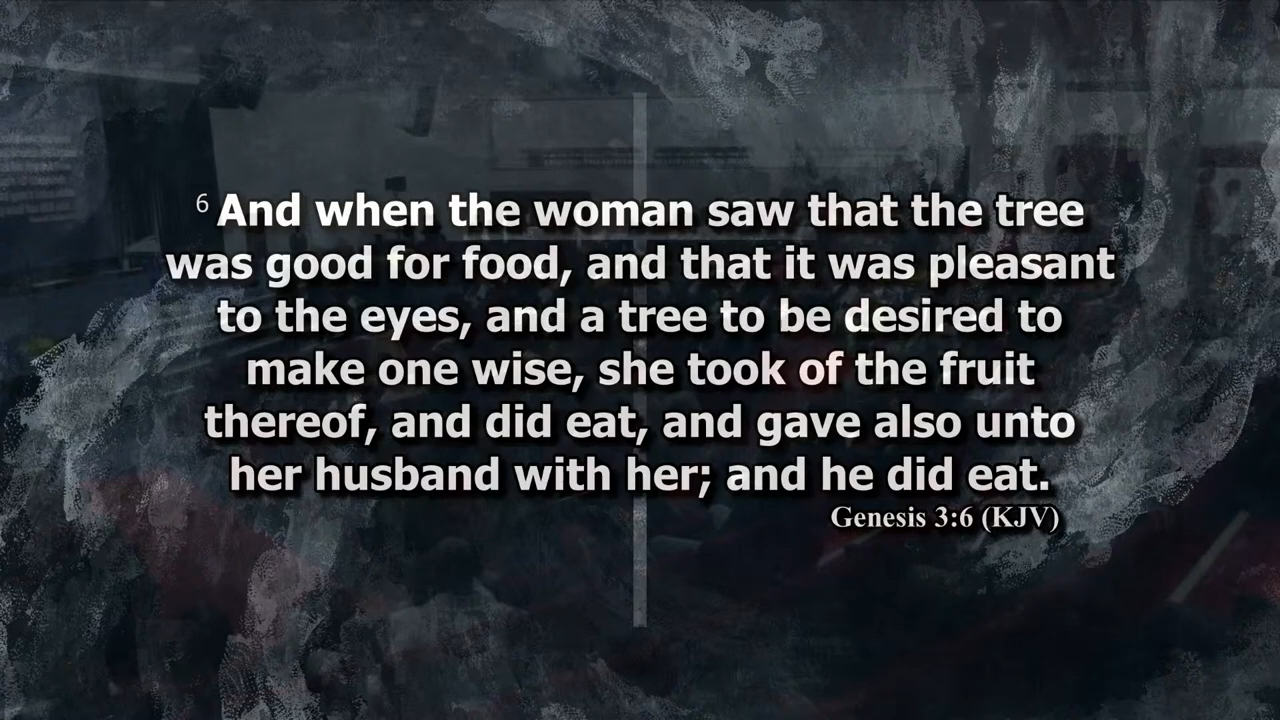 6 And when the woman saw that the tree
was good for food, and that it was pleasant
to the eyes, and a tree to be desired to
make one wise, she took of the fruit
thereof, and did eat, and gave also unto
her husband with her; and he did eat.
Genesis 3:6 (KJV)